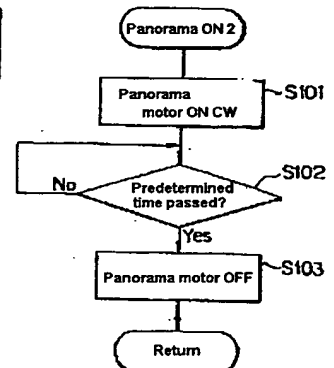 Panorama ON 2
Panorama
motor ON CW
S101
No
Predetermined
time passed?
S102
Yes
Panorama motor OFF
S103
Return